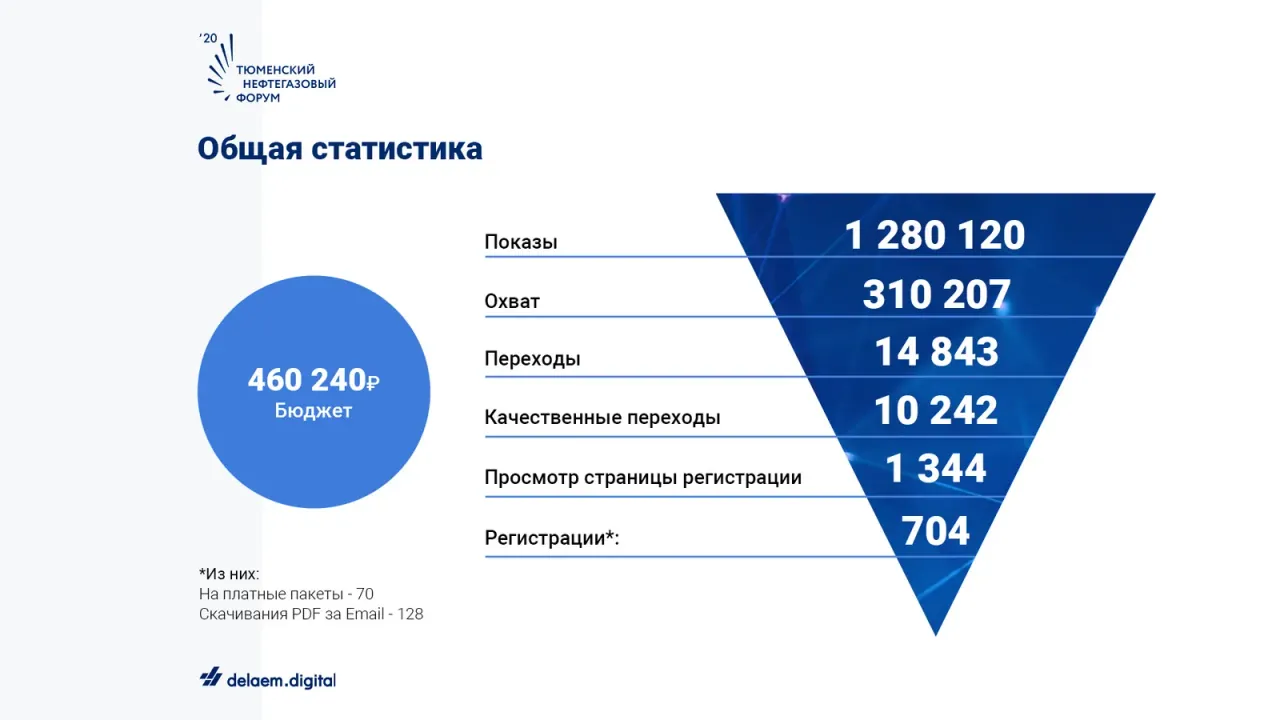 '20
ТЮМЕНСКИЙ
НЕФТЕГАЗОВЫЙ
ФОРУМ
Общая статистика
460 240₽
Бюджет
Показы 1 280 120
Охват 310 207
Переходы 14 843
Качественные переходы 10 242
Просмотр страницы регистрации 1 344
Регистрации*: 704
*Из них:
На платные пакеты - 70
Скачивания PDF за Email - 128
delaem.digital